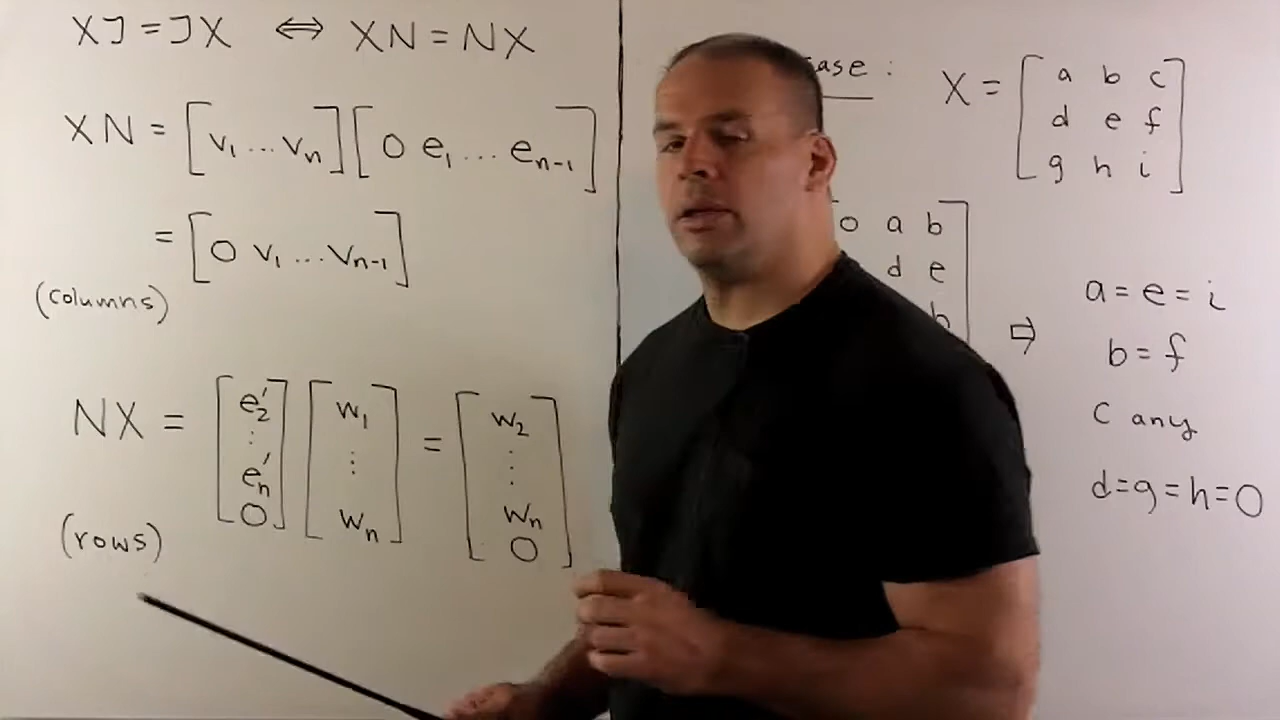 XJ = JX ⇔ XN = NX
XN = [v₁ ... vₙ] [0 e₁ ... eₙ₋₁]
= [0 v₁ ... vₙ₋₁]
(columns)
NX = [e₂' ⋮ eₙ' 0] [w₁ ⋮ wₙ] = [w₂ ⋮ wₙ 0]
(rows)
ase :
X = [a b c
d e f
g h i]
0 a b
d e
h
⇨
a = e = i
b = f
c any
d = g = h = 0